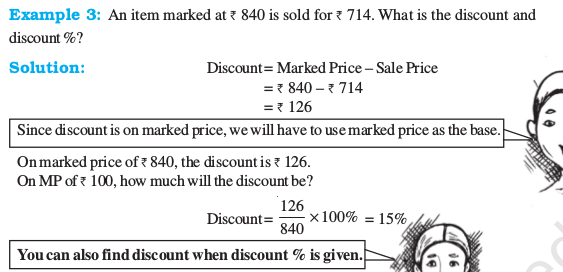 Example 3: An item marked at ₹ 840 is sold for ₹ 714. What is the discount and
discount %?
Solution: Discount = Marked Price – Sale Price
= ₹ 840 – ₹ 714
= ₹ 126
Since discount is on marked price, we will have to use marked price as the base.
On marked price of ₹ 840, the discount is ₹ 126.
On MP of ₹ 100, how much will the discount be?
Discount = 126/840 × 100% = 15%
You can also find discount when discount % is given.